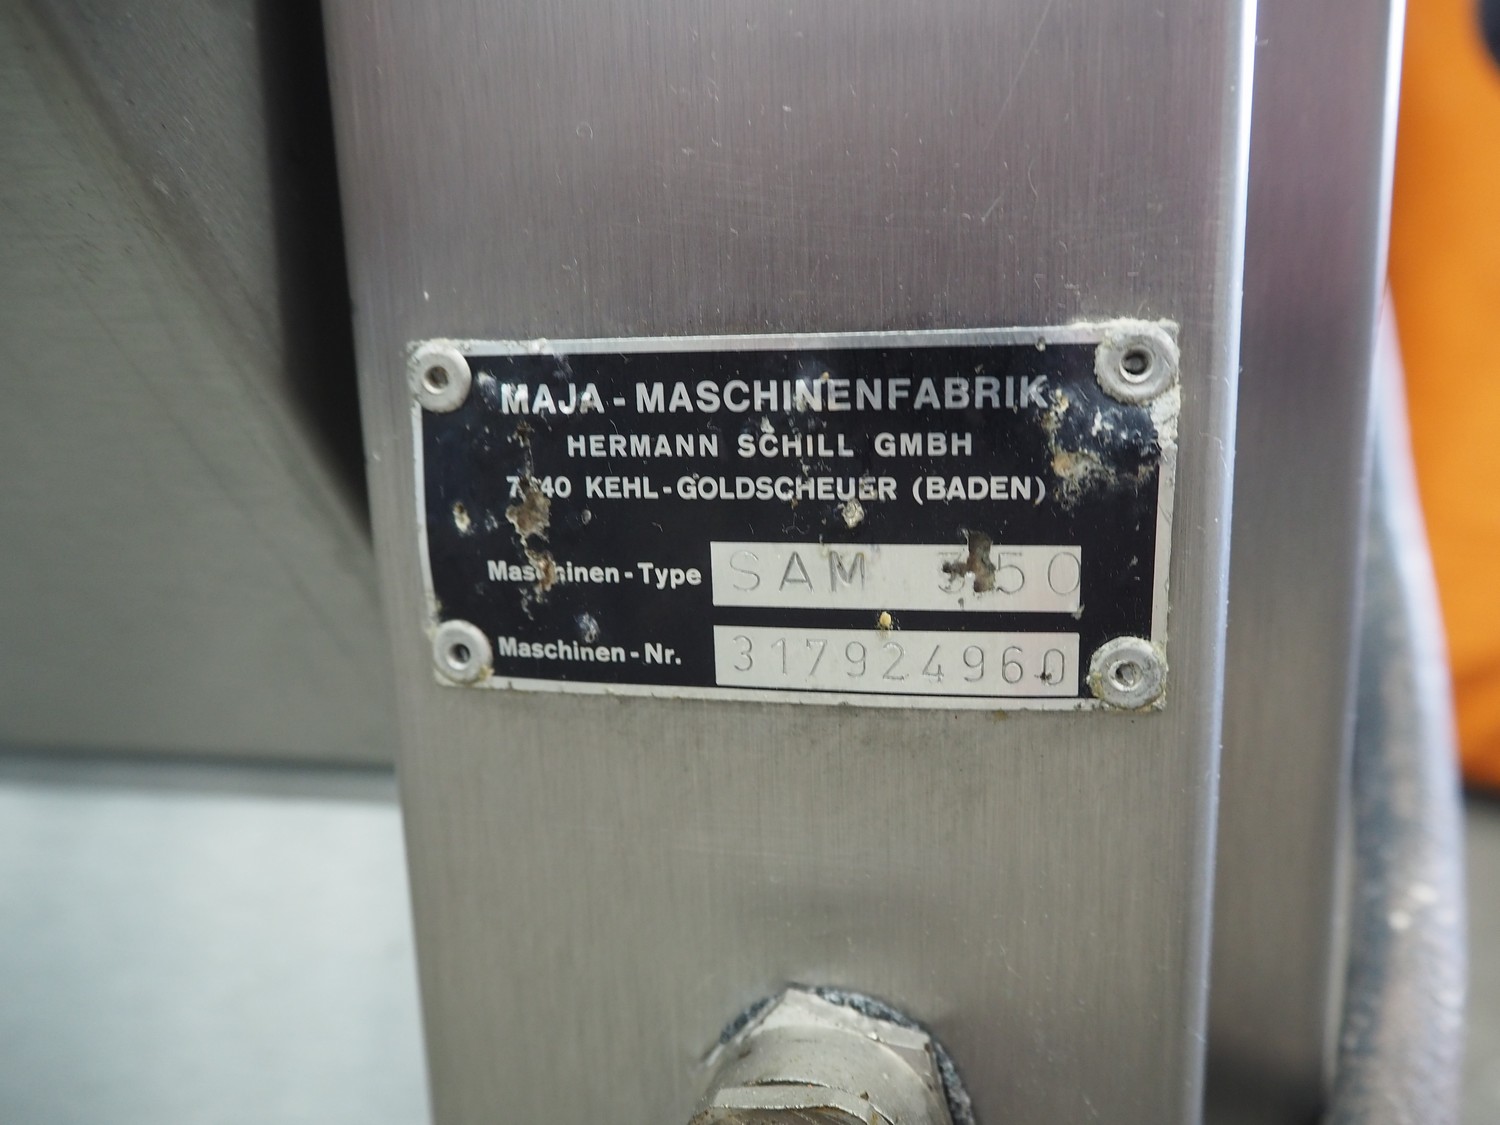 MAJA - MASCHINENFABRIK
HERMANN SCHILL GMBH
KEHL-GOLDSCHEUER (BADEN)
Maschinen - Type SAM 350
Maschinen - Nr. 317924960